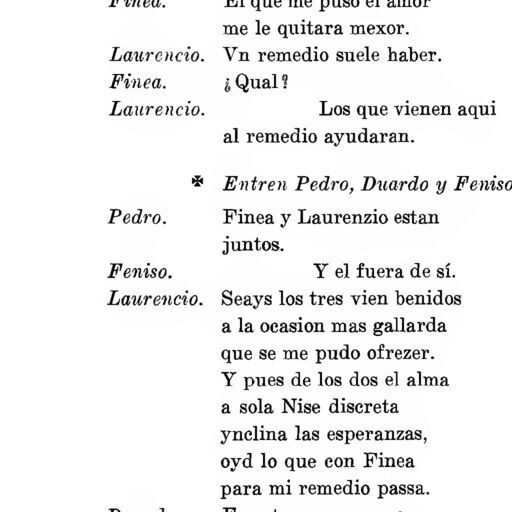 Finea. El que me puso el amor
me le quitara mexor.
Laurencio. Vn remedio suele haber.
Finea. ¿Qual?
Laurencio. Los que vienen aqui
al remedio ayudaran.
✠ Entren Pedro, Duardo y Feniso
Pedro. Finea y Laurenzio estan
juntos.
Feniso. Y el fuera de sí.
Laurencio. Seays los tres vien benidos
a la ocasion mas gallarda
que se me pudo ofrezer.
Y pues de los dos el alma
a sola Nise discreta
ynclina las esperanzas,
oyd lo que con Finea
para mi remedio passa.